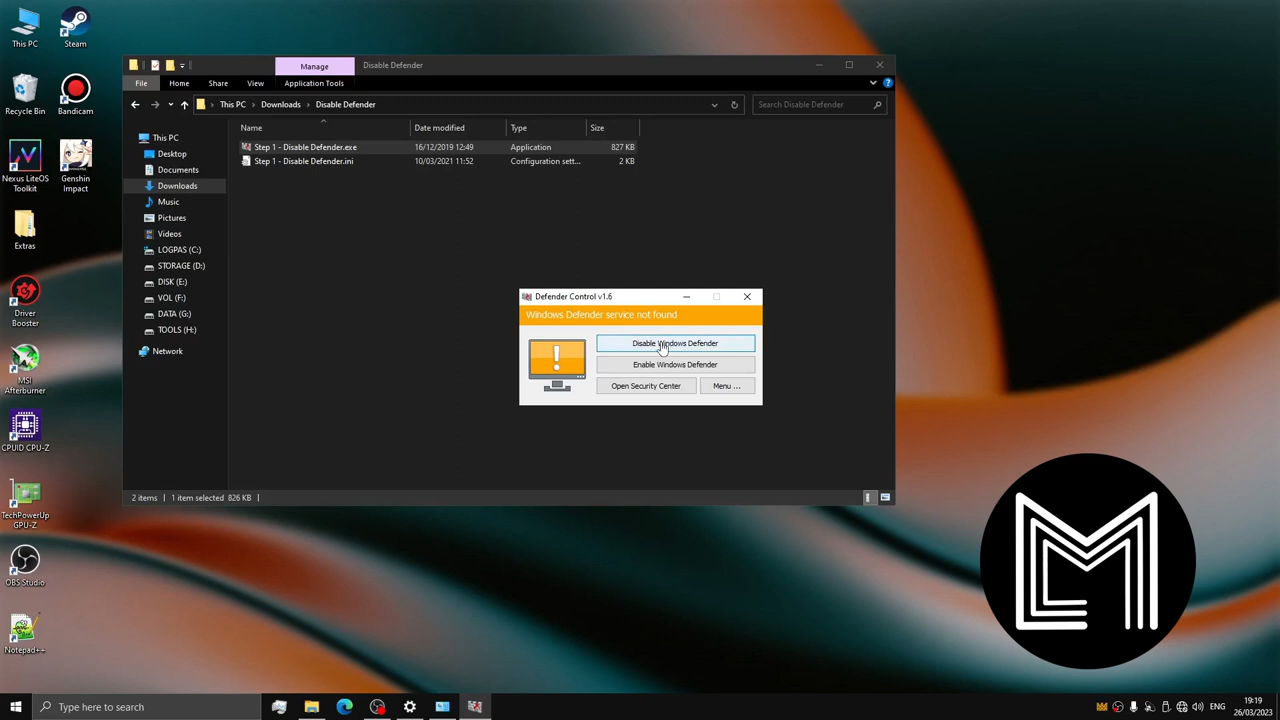 This PC
Steam
Recycle Bin
Bandicam
Nexus LiteOS
Toolkit
Genshin
Impact
Extras
Driver
Booster
MSI
Afterburner
CPUID CPU-Z
TechPowerUp
GPU-Z
OBS Studio
Notepad++
Manage
Disable Defender
File
Home
Share
View
Application Tools
This PC
Downloads
Disable Defender
Search Disable Defender
Name
Date modified
Type
Size
Step 1 - Disable Defender.exe
16/12/2019 12:49
Application
827 KB
Step 1 - Disable Defender.ini
10/03/2021 11:52
Configuration sett...
2 KB
This PC
Desktop
Documents
Downloads
Music
Pictures
Videos
LOGPAS (C:)
STORAGE (D:)
DISK (E:)
VOL (F:)
DATA (G:)
TOOLS (H:)
Network
2 items
1 item selected 826 KB
Defender Control v1.6
Windows Defender service not found
Disable Windows Defender
Enable Windows Defender
Open Security Center
Menu ...
Type here to search
ENG
19:19
26/03/2023